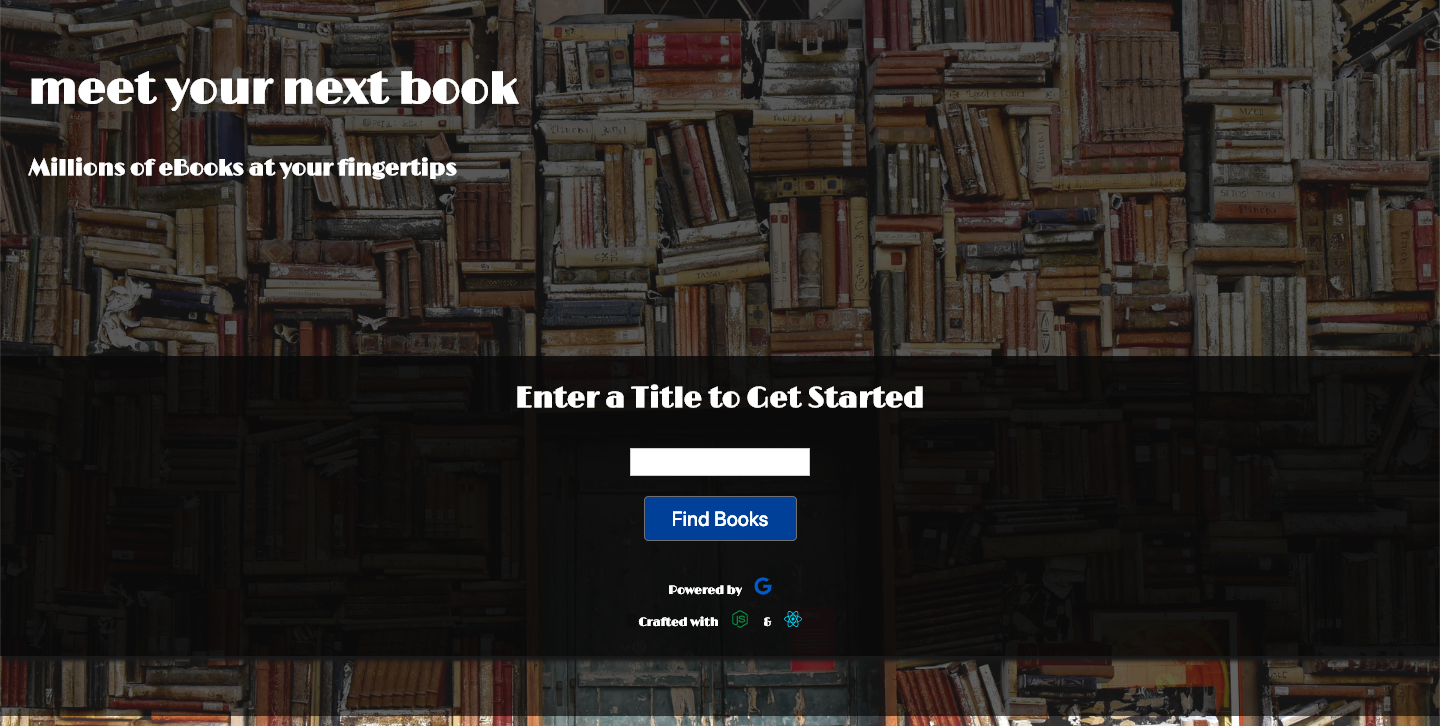 meet your next book
Millions of eBooks at your fingertips
Enter a Title to Get Started
Find Books
Powered by G
Crafted with JS &